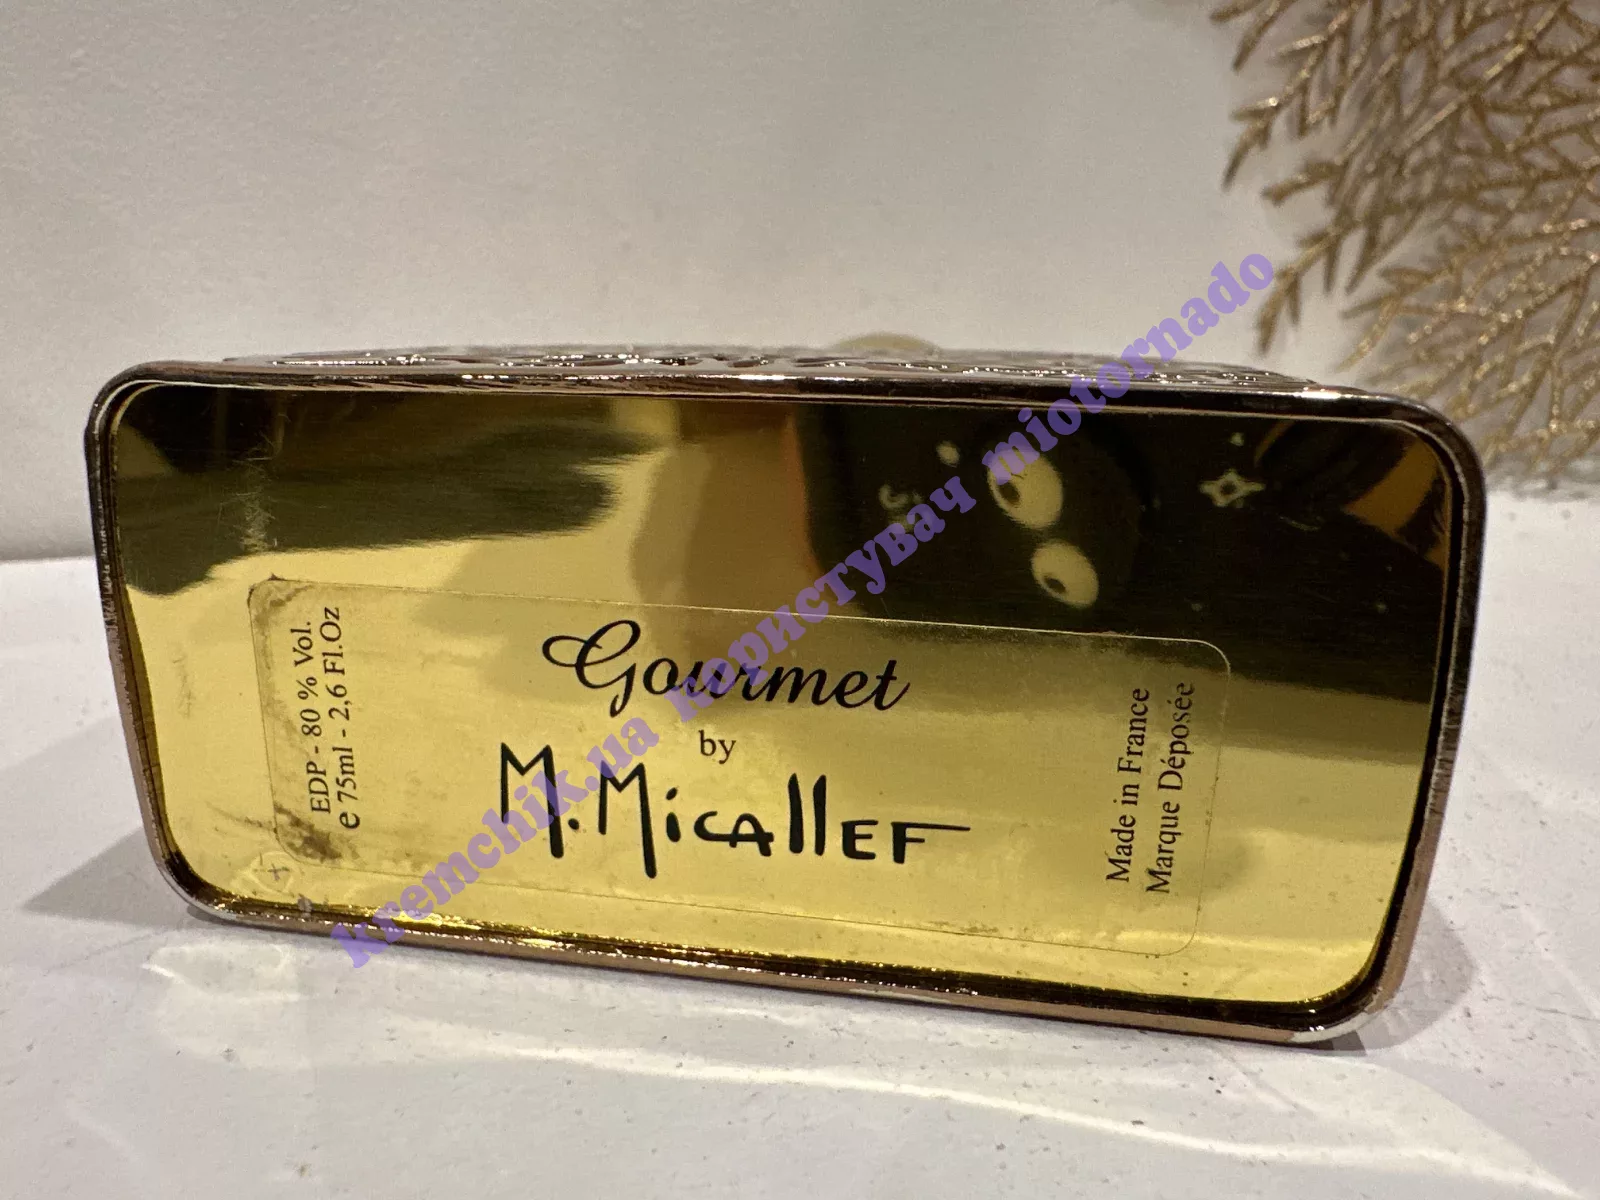 EDP - 80 % Vol.
e 75ml - 2,6 Fl.Oz
Gourmet
by
M. Micallef
Made in France
Marque Déposée
kremchik.ua користувач miotornado